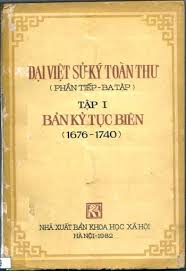 ĐẠI VIỆT SỬ-KÝ TOÀN THƯ
(PHẦN TIẾP-BA TẬP)
TẬP I
BẢN KỶ TỤC BIÊN
(1676-1740)
NHÀ XUẤT BẢN KHOA HỌC XÃ HỘI
HÀ NỘI-1982